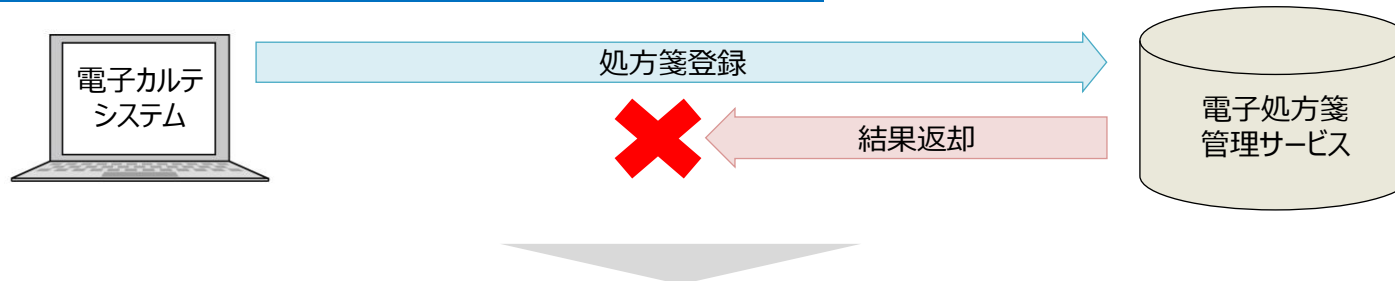 電子カルテ
システム
処方箋登録
結果返却
電子処方箋
管理サービス